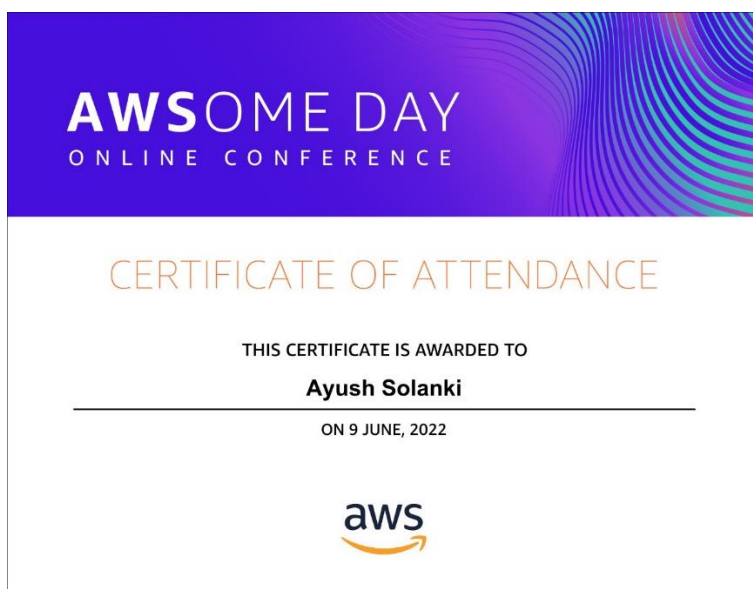 AWSOME DAY
ONLINE CONFERENCE
CERTIFICATE OF ATTENDANCE
THIS CERTIFICATE IS AWARDED TO
Ayush Solanki
ON 9 JUNE, 2022
aws